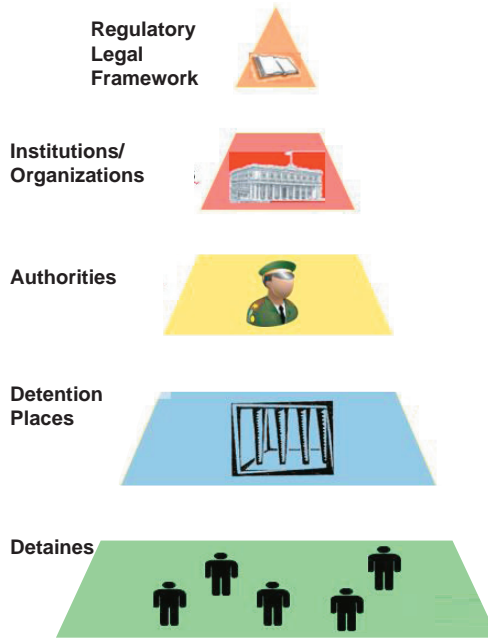 Regulatory
Legal
Framework
Institutions/
Organizations
Authorities
Detention
Places
Detaines